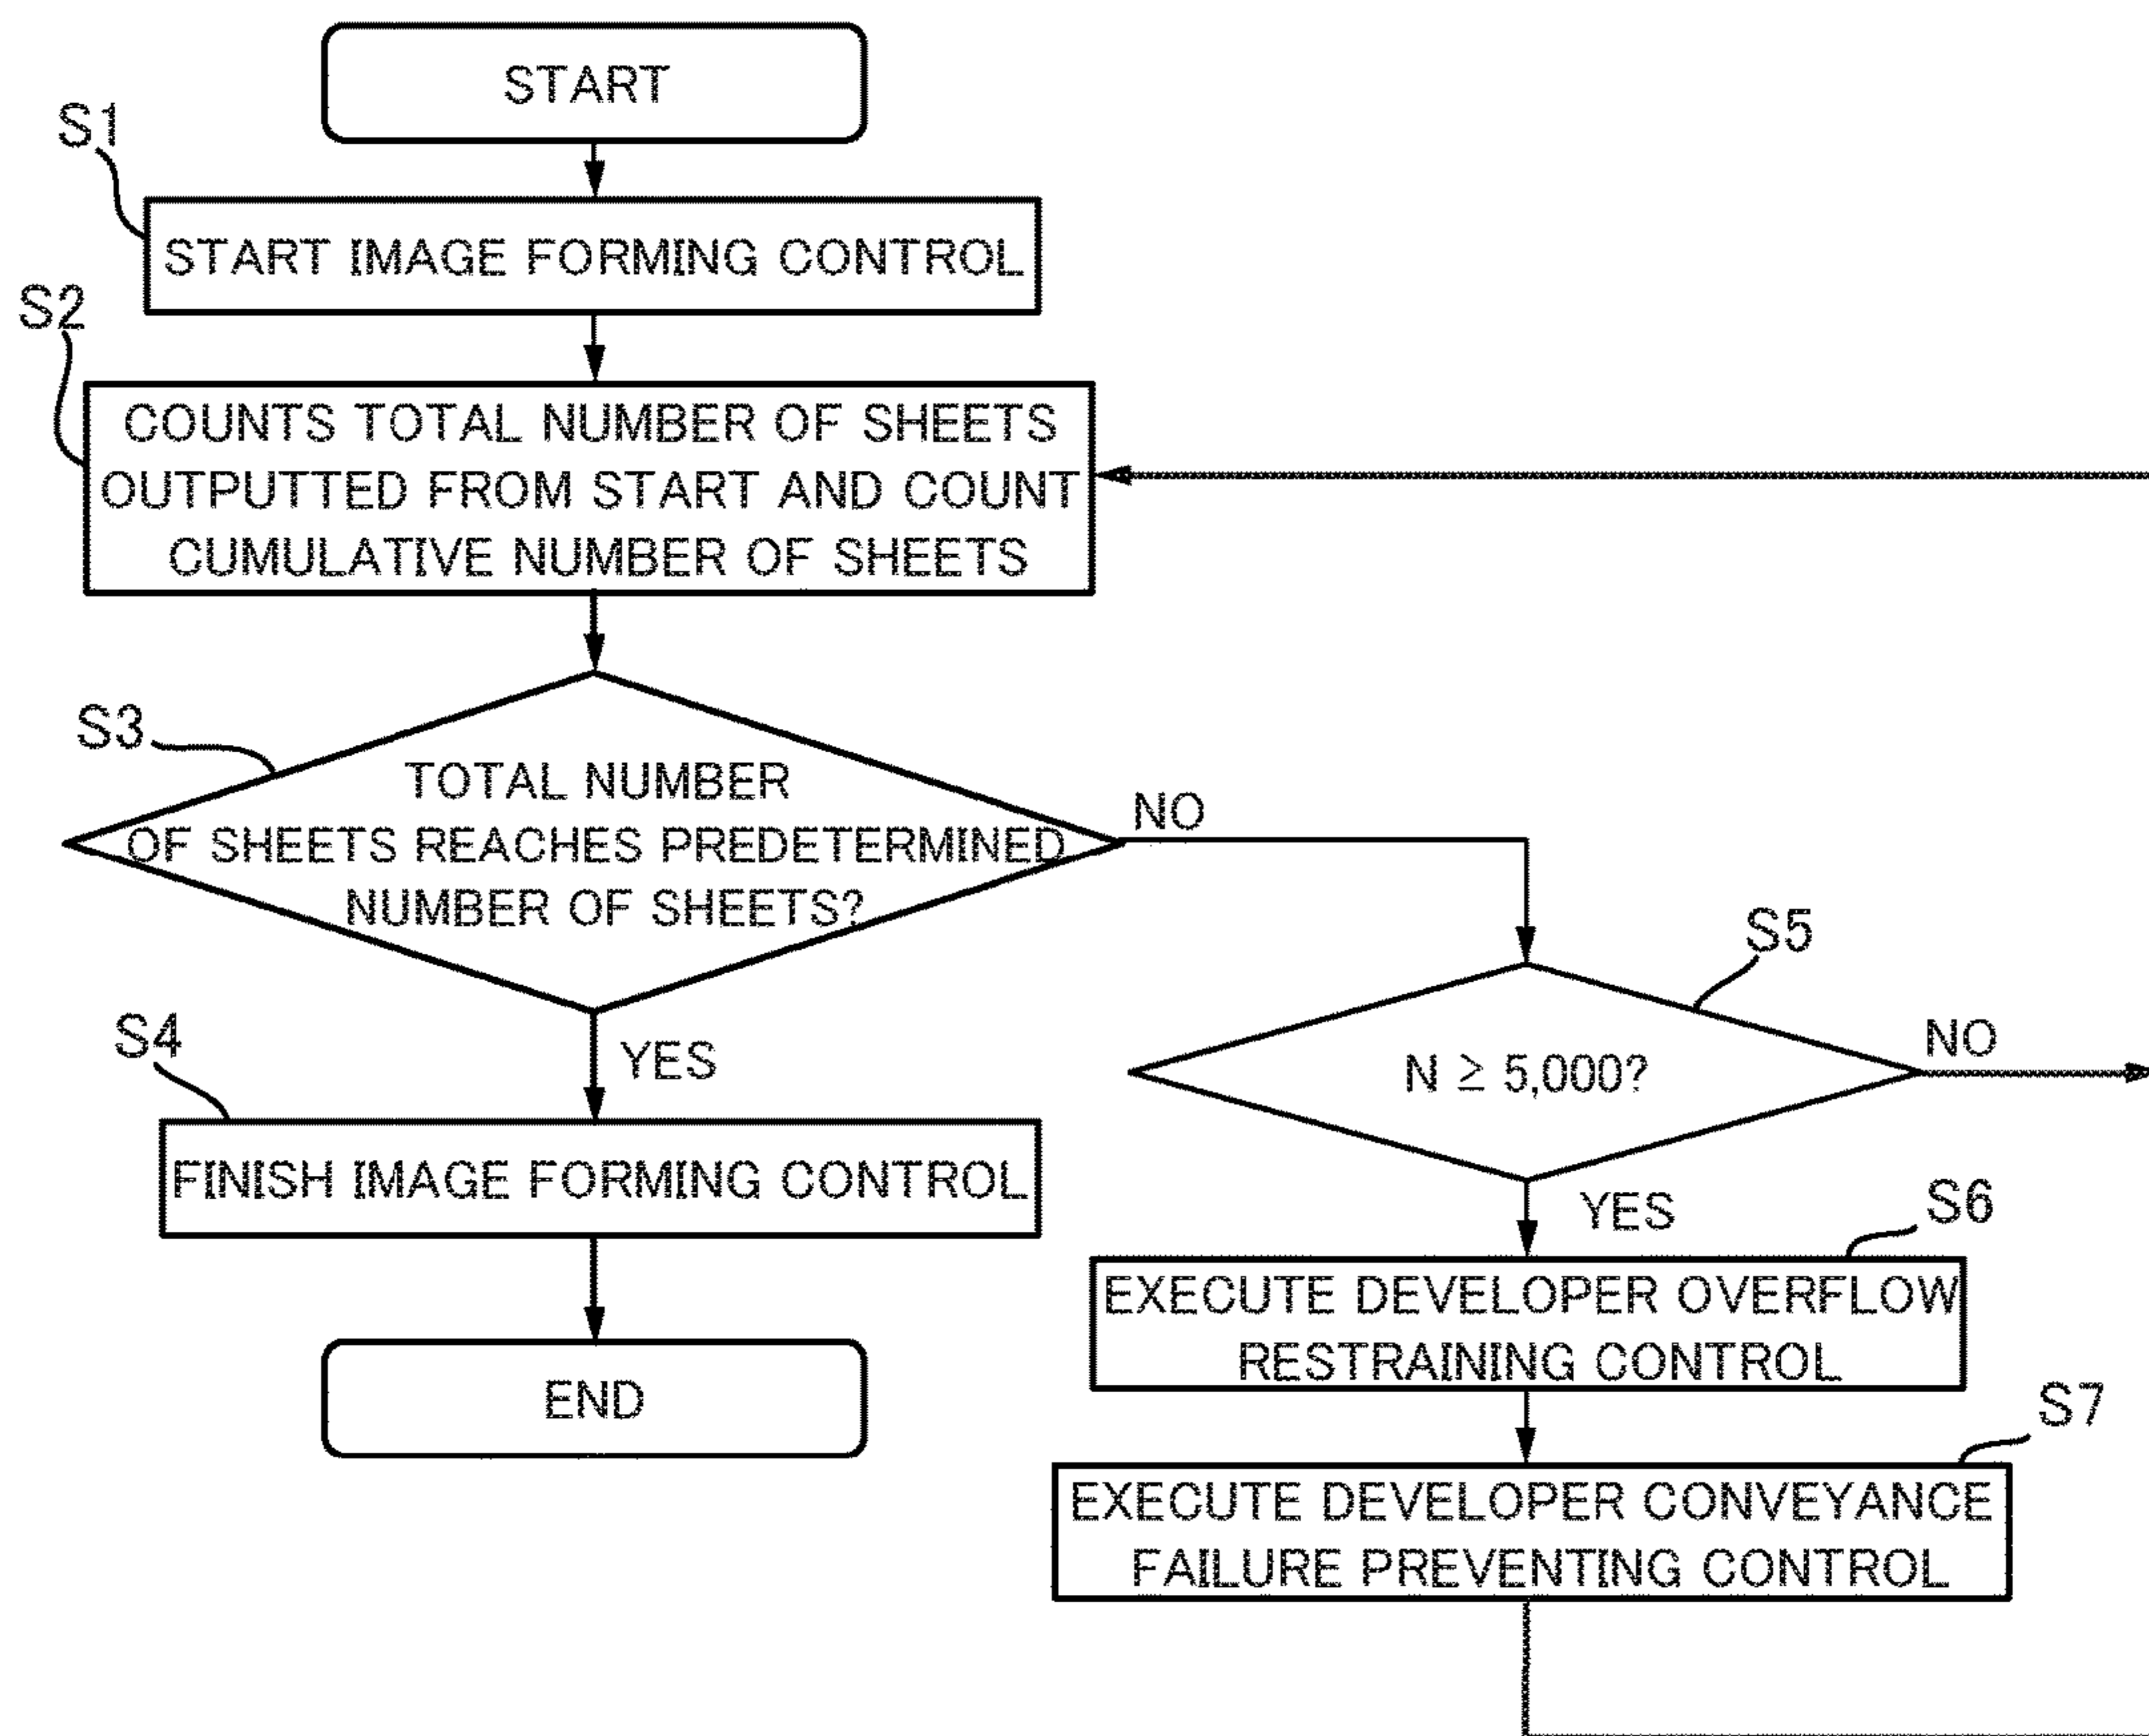 START
S1
START IMAGE FORMING CONTROL
S2
COUNTS TOTAL NUMBER OF SHEETS
OUTPUTTED FROM START AND COUNT
CUMULATIVE NUMBER OF SHEETS
S3
TOTAL NUMBER
OF SHEETS REACHES PREDETERMINED
NUMBER OF SHEETS?
NO
YES
S4
FINISH IMAGE FORMING CONTROL
END
S5
N ≥ 5,000?
NO
YES
S6
EXECUTE DEVELOPER OVERFLOW
RESTRAINING CONTROL
S7
EXECUTE DEVELOPER CONVEYANCE
FAILURE PREVENTING CONTROL